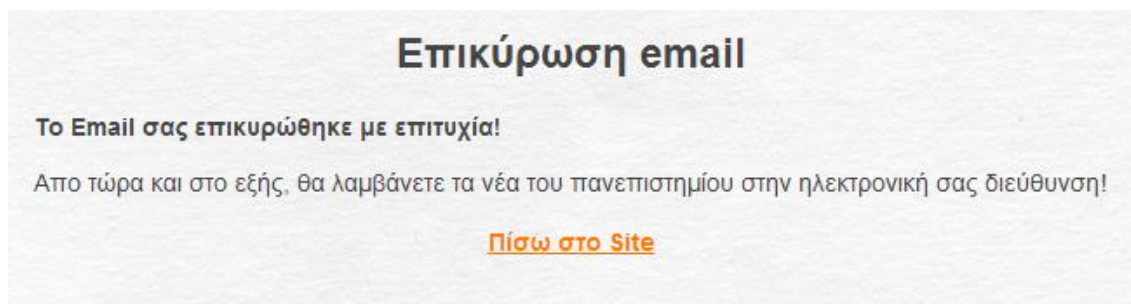 Επικύρωση email
Το Email σας επικυρώθηκε με επιτυχία!
Απο τώρα και στο εξής, θα λαμβάνετε τα νέα του πανεπιστημίου στην ηλεκτρονική σας διεύθυνση!
Πίσω στο Site